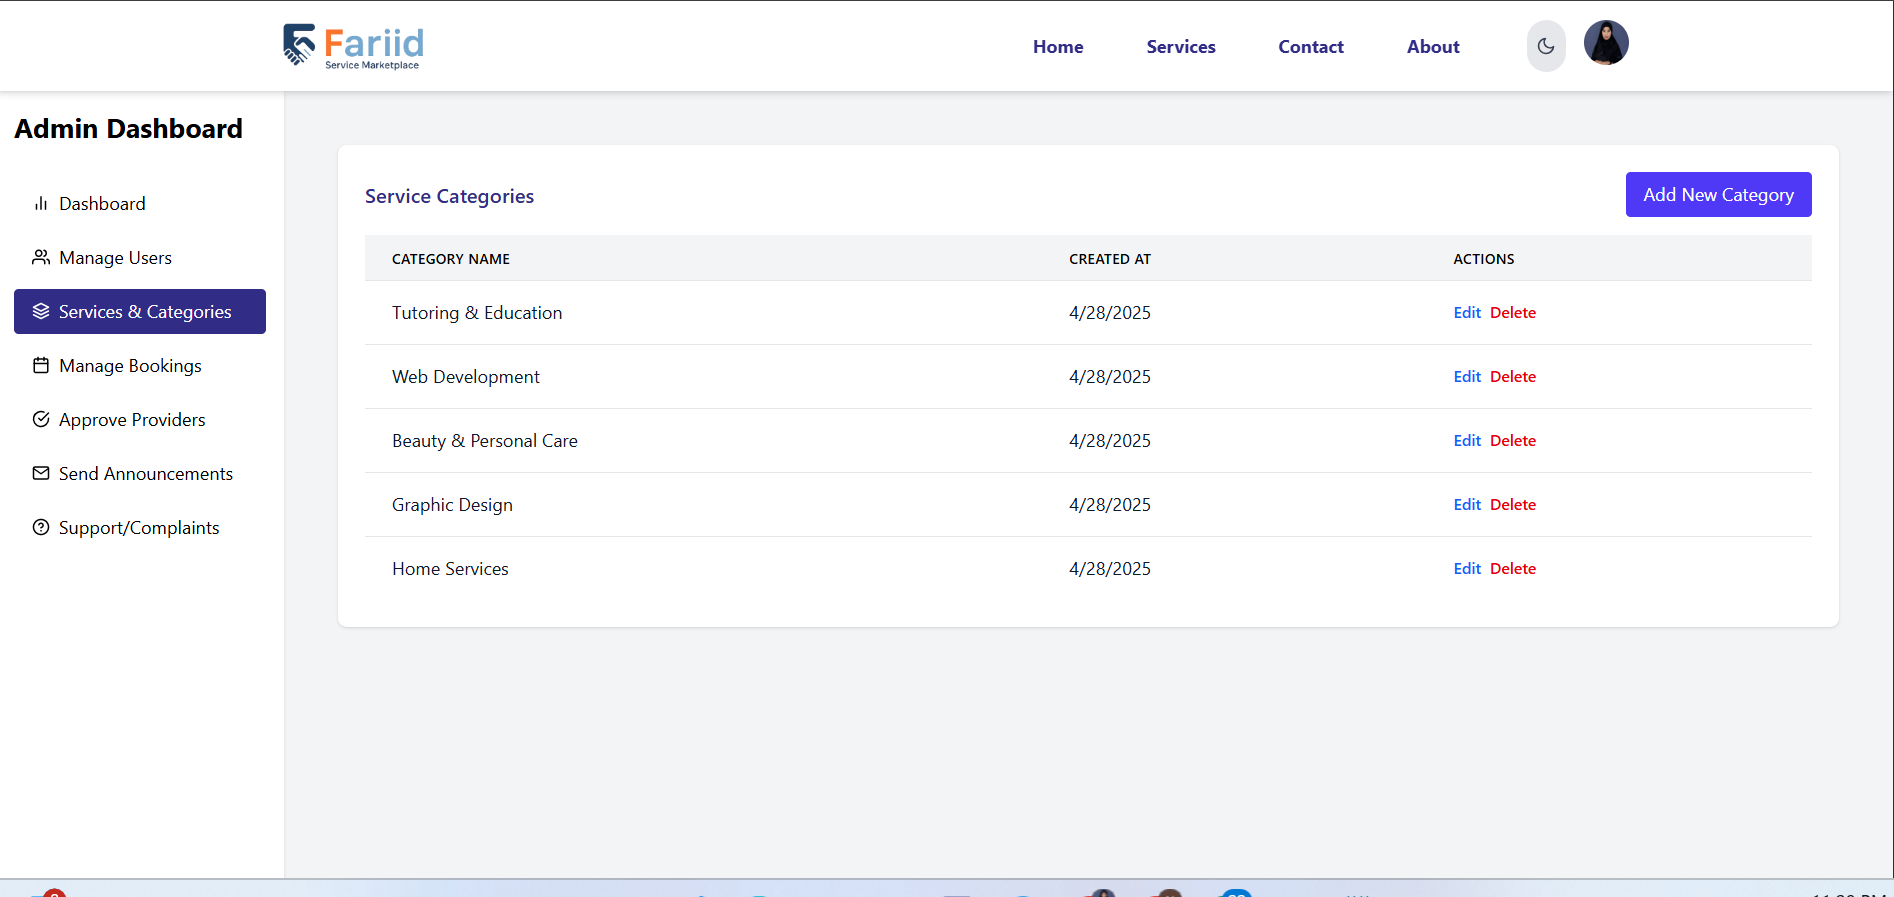 Fariid
Service Marketplace
Home Services Contact About
Admin Dashboard
Dashboard
Manage Users
Services & Categories
Manage Bookings
Approve Providers
Send Announcements
Support/Complaints
Service Categories
Add New Category
CATEGORY NAME CREATED AT ACTIONS
Tutoring & Education 4/28/2025 Edit Delete
Web Development 4/28/2025 Edit Delete
Beauty & Personal Care 4/28/2025 Edit Delete
Graphic Design 4/28/2025 Edit Delete
Home Services 4/28/2025 Edit Delete